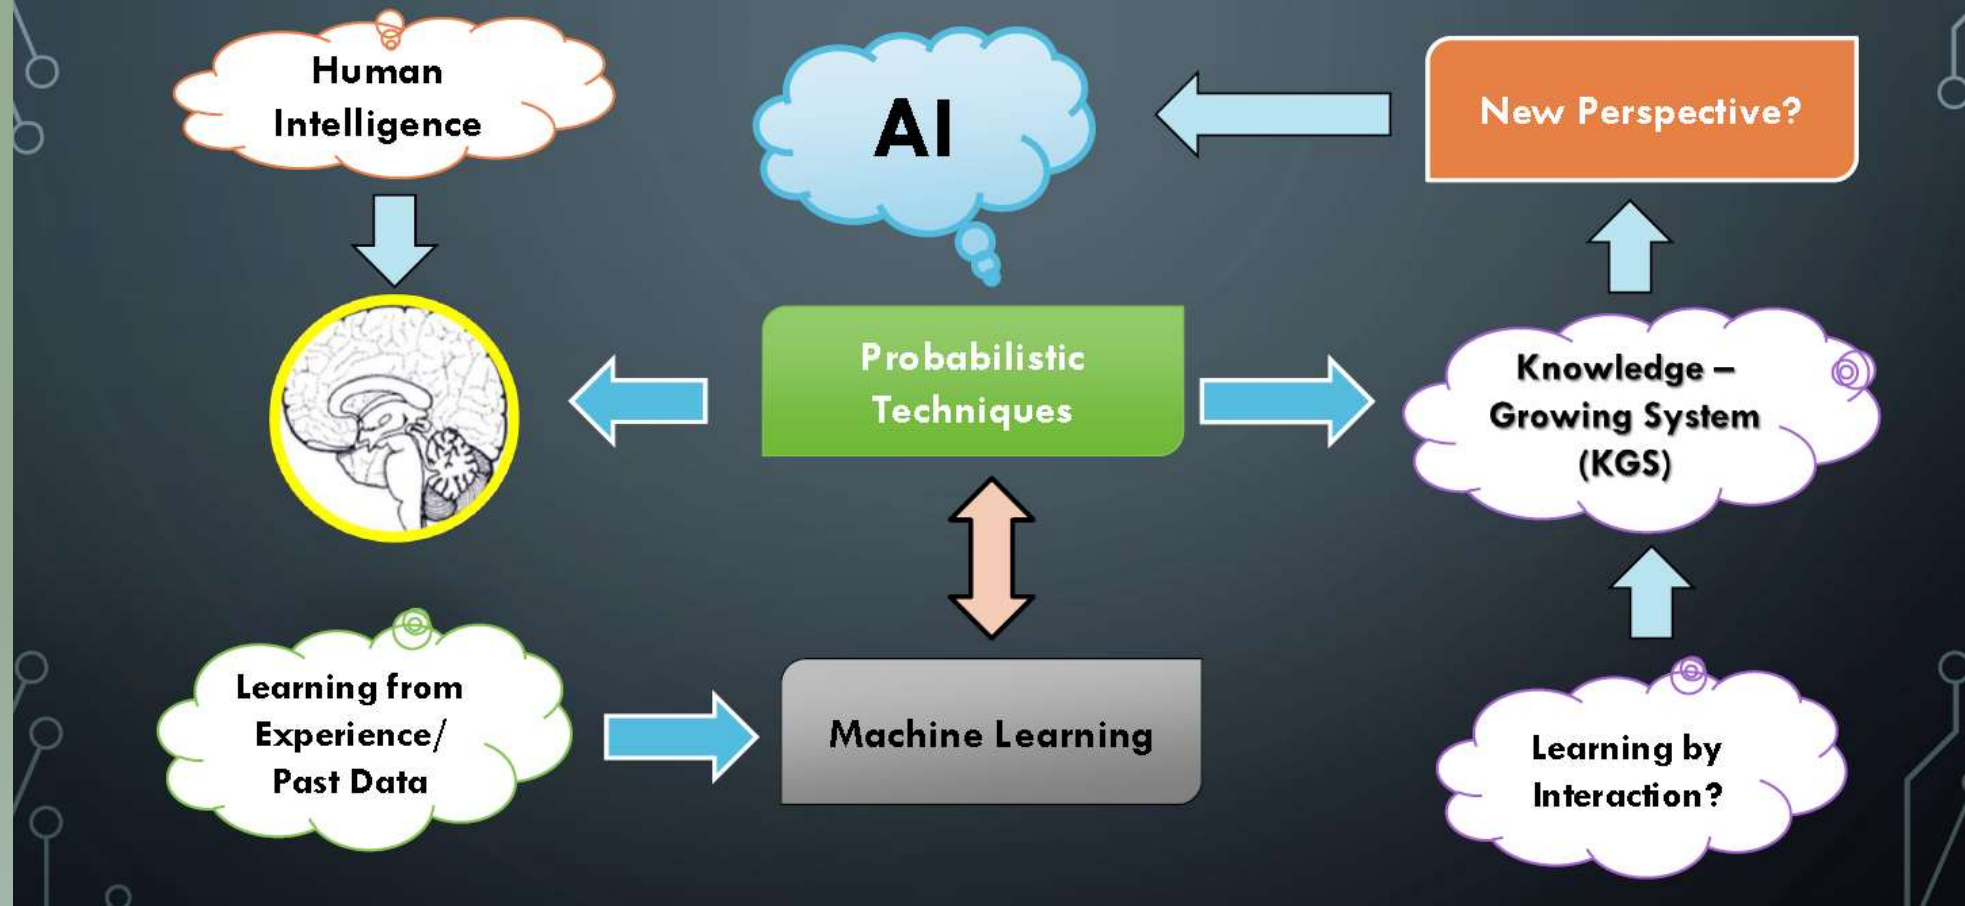 Human
Intelligence
AI
New Perspective?
Probabilistic
Techniques
Knowledge –
Growing System
(KGS)
Learning from
Experience/
Past Data
Machine Learning
Learning by
Interaction?